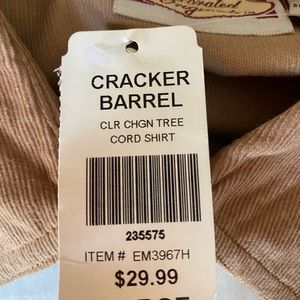 CRACKER
BARREL
CLR CHGN TREE
CORD SHIRT
235575
ITEM # EM3967H
$29.99